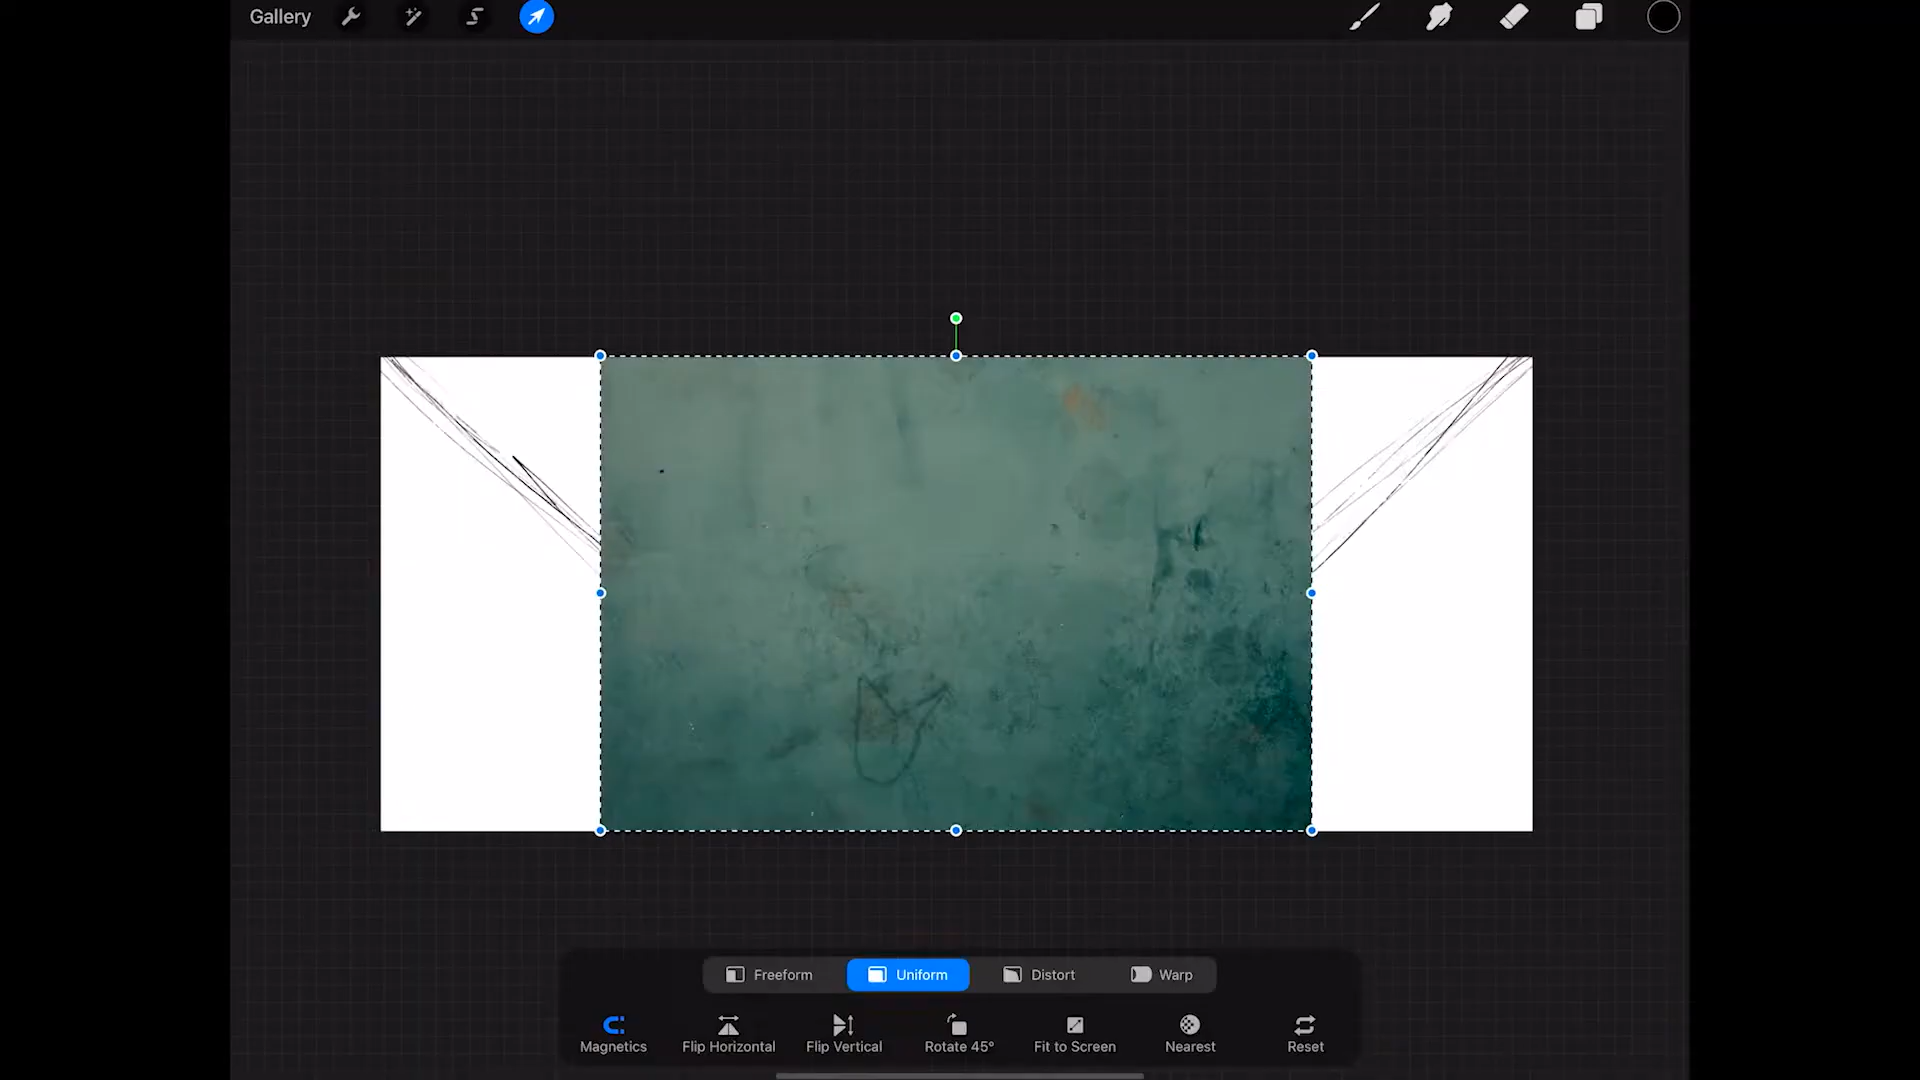 Gallery
Freeform Uniform Distort Warp
Magnetics Flip Horizontal Flip Vertical Rotate 45° Fit to Screen Nearest Reset